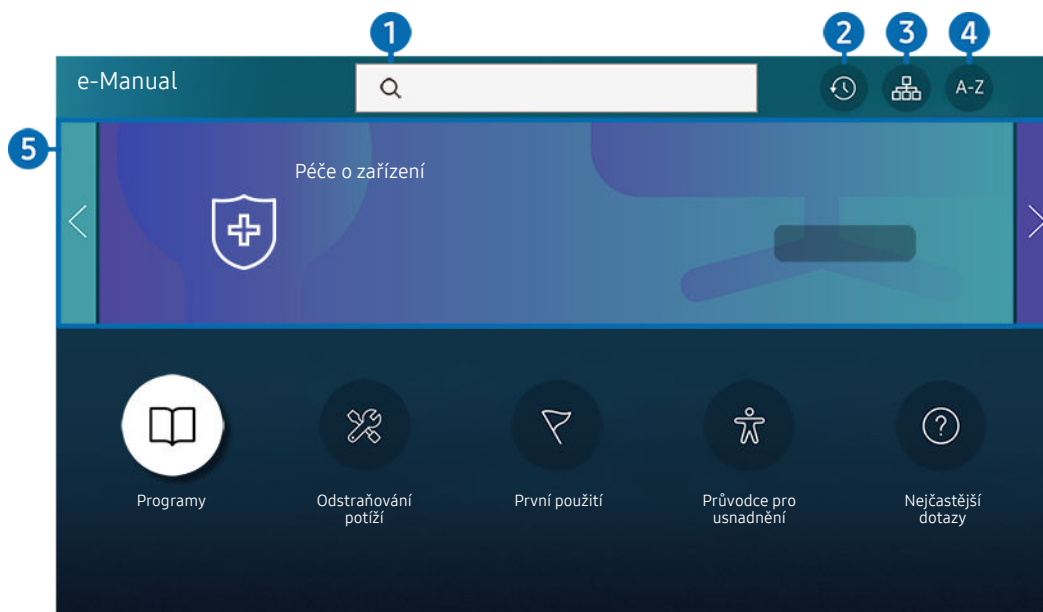 1
2
3
4
e-Manual
A-Z
5
Péče o zařízení
Programy
Odstraňování
potíží
První použití
Průvodce pro
usnadnění
Nejčastější
dotazy